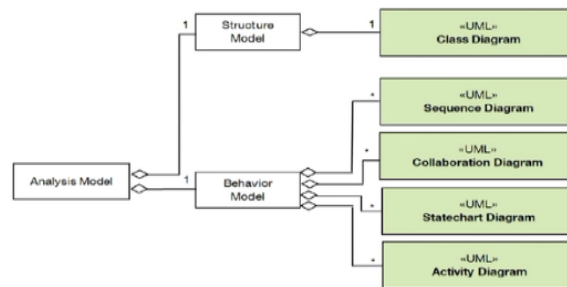 1
Structure
Model
1
«UML»
Class Diagram
*
«UML»
Sequence Diagram
*
«UML»
Collaboration Diagram
Analysis Model
1
Behavior
Model
*
«UML»
Statechart Diagram
*
«UML»
Activity Diagram